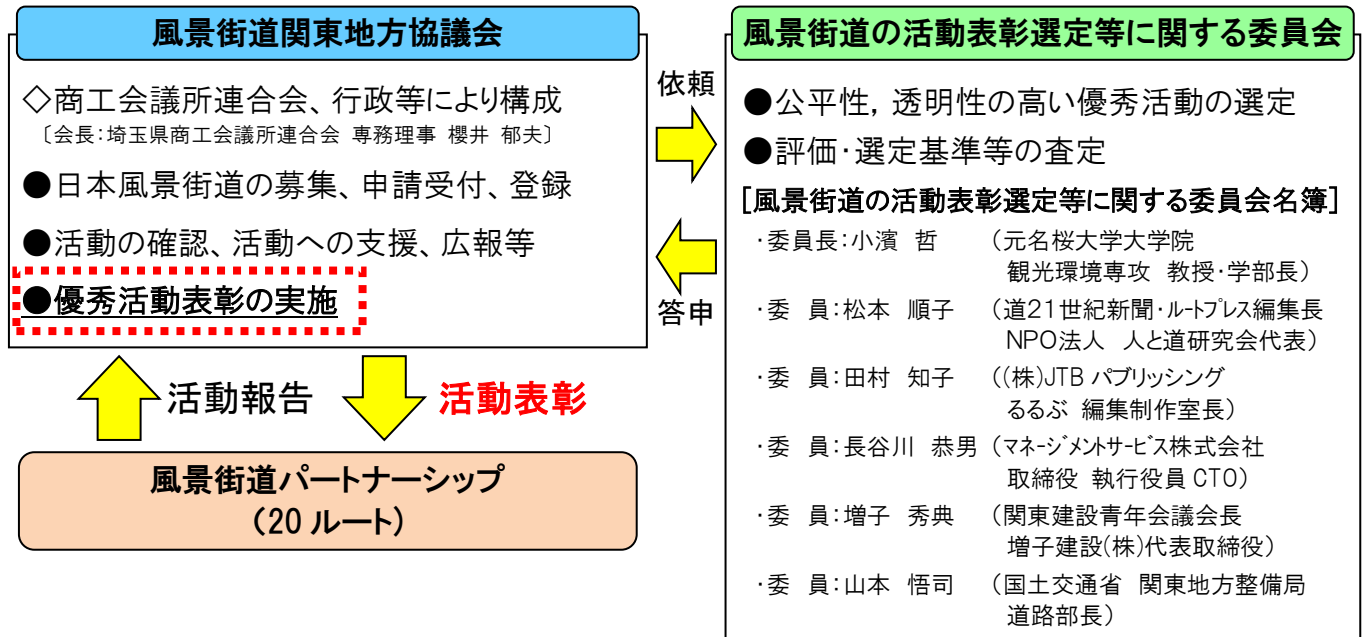 風景街道関東地方協議会
◇商工会議所連合会、行政等により構成
〔会長:埼玉県商工会議所連合会 専務理事 櫻井 郁夫〕
●日本風景街道の募集、申請受付、登録
●活動の確認、活動への支援、広報等
●優秀活動表彰の実施
依頼
答申
活動報告
活動表彰
風景街道パートナーシップ
(20 ルート)
風景街道の活動表彰選定等に関する委員会
●公平性,透明性の高い優秀活動の選定
●評価・選定基準等の査定
[風景街道の活動表彰選定等に関する委員会名簿]
・委員長:小濱 哲 (元名桜大学大学院
観光環境専攻 教授・学部長)
・委 員:松本 順子 (道21世紀新聞・ルートプレス編集長
NPO法人 人と道研究会代表)
・委 員:田村 知子 ((株)JTB パブリッシング
るるぶ 編集制作室長)
・委 員:長谷川 恭男 (マネージメントサービス株式会社
取締役 執行役員 CTO)
・委 員:増子 秀典 (関東建設青年会議会長
増子建設(株)代表取締役)
・委 員:山本 悟司 (国土交通省 関東地方整備局
道路部長)